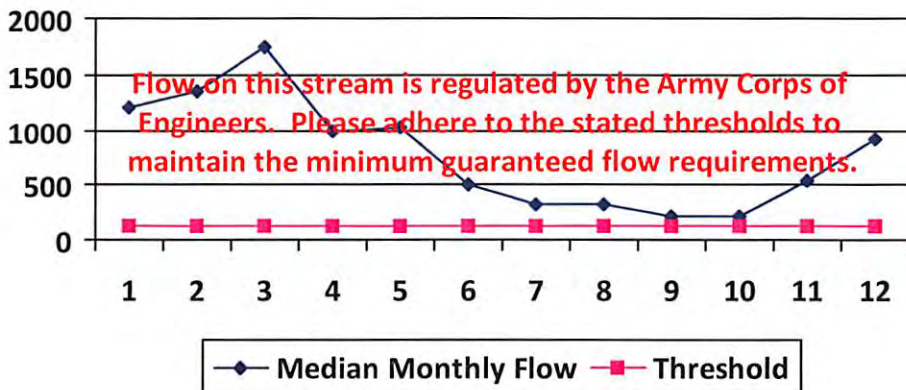 2000
1500
1000
500
0
Flow on this stream is regulated by the Army Corps of
Engineers. Please adhere to the stated thresholds to
maintain the minimum guaranteed flow requirements.
1 2 3 4 5 6 7 8 9 10 11 12
Median Monthly Flow Threshold